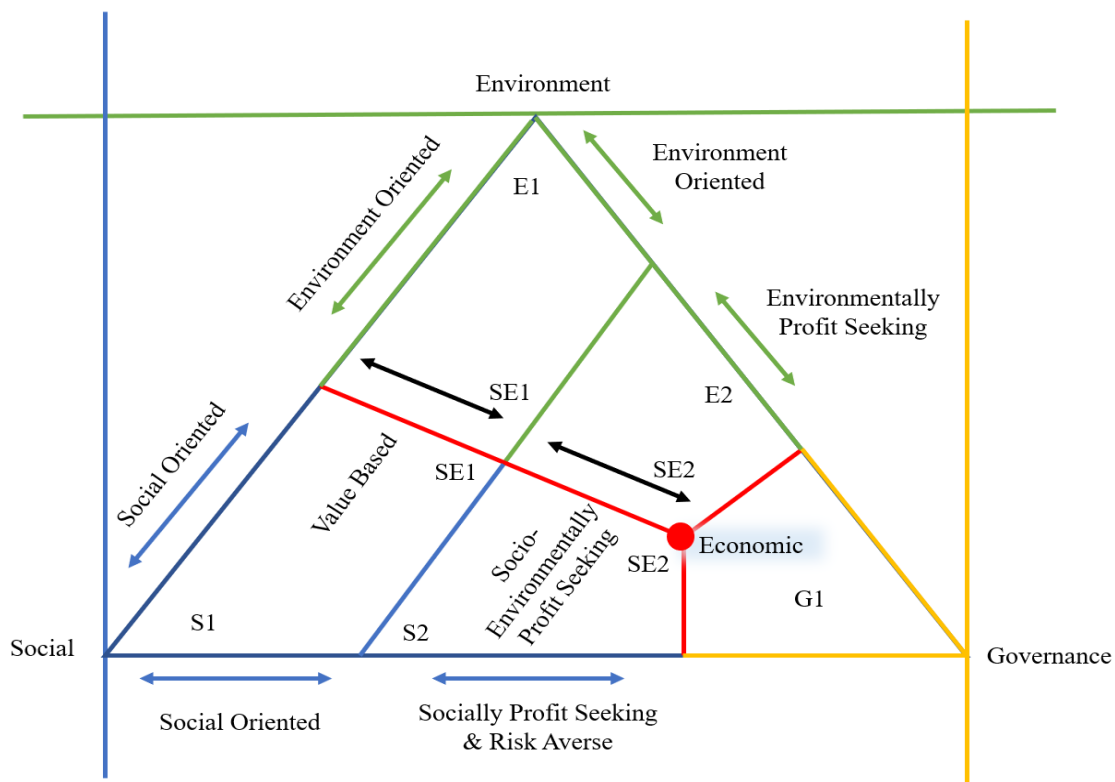 Environment
Environment
Oriented
E1
Environment Oriented
Environmentally
Profit Seeking
SE1
E2
Social Oriented
Value Based
SE1
SE2
Socio-
Environmentally
Profit Seeking
SE2
Economic
S1
S2
G1
Social
Governance
Social Oriented
Socially Profit Seeking
& Risk Averse